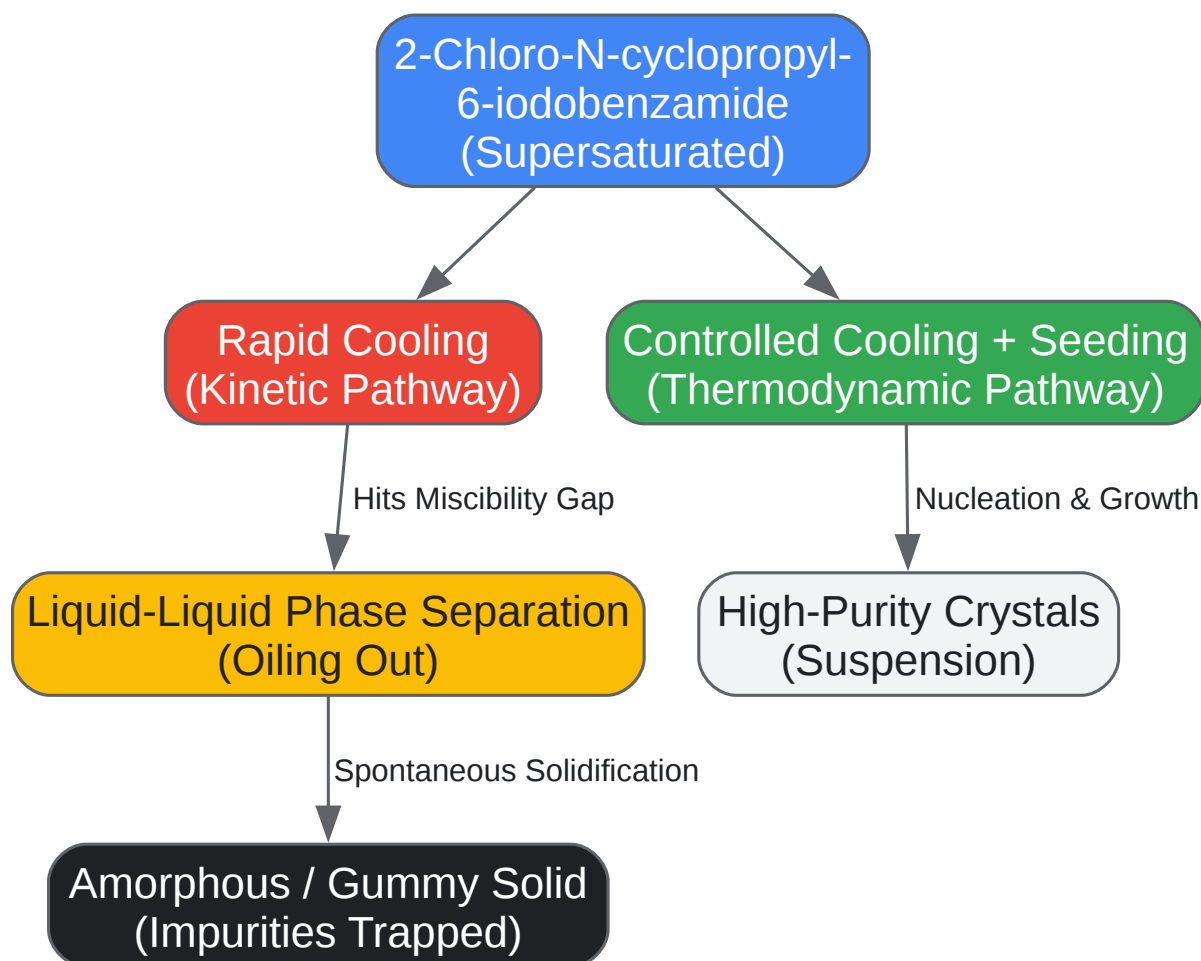 2-Chloro-N-cyclopropyl-
6-iodobenzamide
(Supersaturated)
Rapid Cooling
(Kinetic Pathway)
Controlled Cooling + Seeding
(Thermodynamic Pathway)
Hits Miscibility Gap
Nucleation & Growth
Liquid-Liquid Phase Separation
(Oiling Out)
High-Purity Crystals
(Suspension)
Spontaneous Solidification
Amorphous / Gummy Solid
(Impurities Trapped)